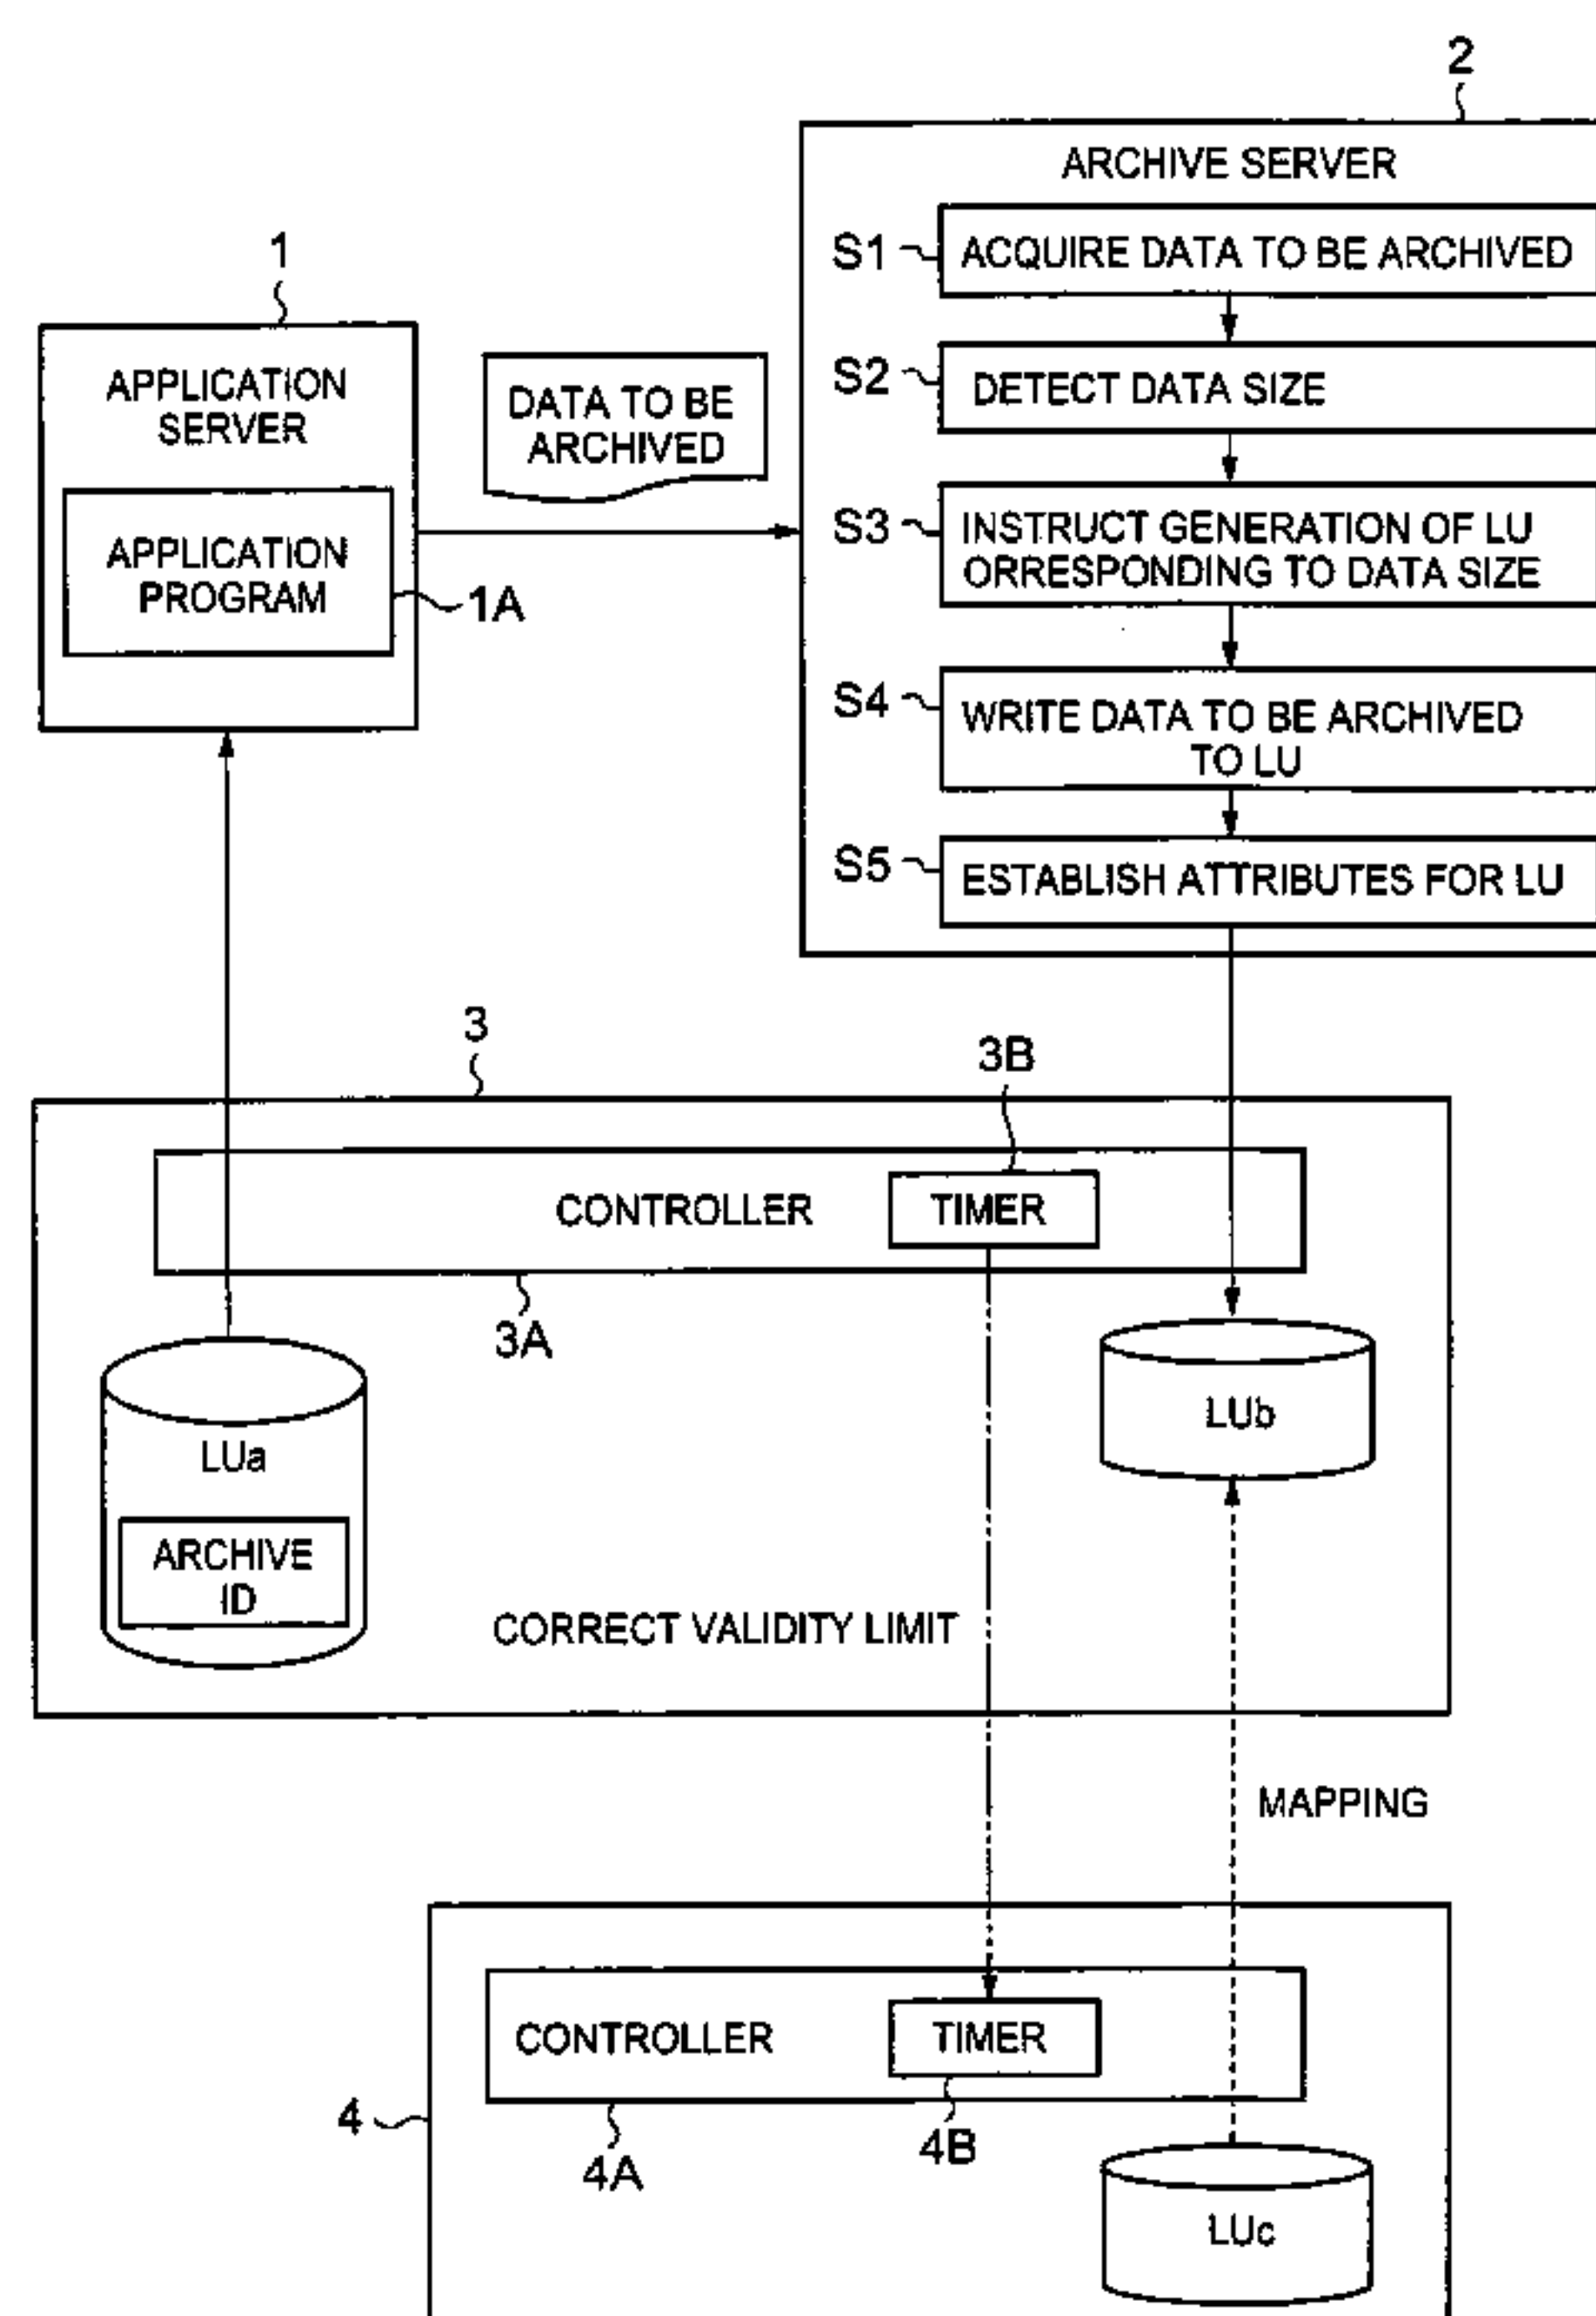 2
ARCHIVE SERVER
S1
ACQUIRE DATA TO BE ARCHIVED
1
S2
DETECT DATA SIZE
APPLICATION
SERVER
DATA TO BE
ARCHIVED
S3
INSTRUCT GENERATION OF LU
ORRESPONDING TO DATA SIZE
APPLICATION
PROGRAM
1A
S4
WRITE DATA TO BE ARCHIVED
TO LU
S5
ESTABLISH ATTRIBUTES FOR LU
3
3B
CONTROLLER
TIMER
3A
LUa
LUb
ARCHIVE
ID
CORRECT VALIDITY LIMIT
MAPPING
CONTROLLER
TIMER
4
4A
4B
LUc